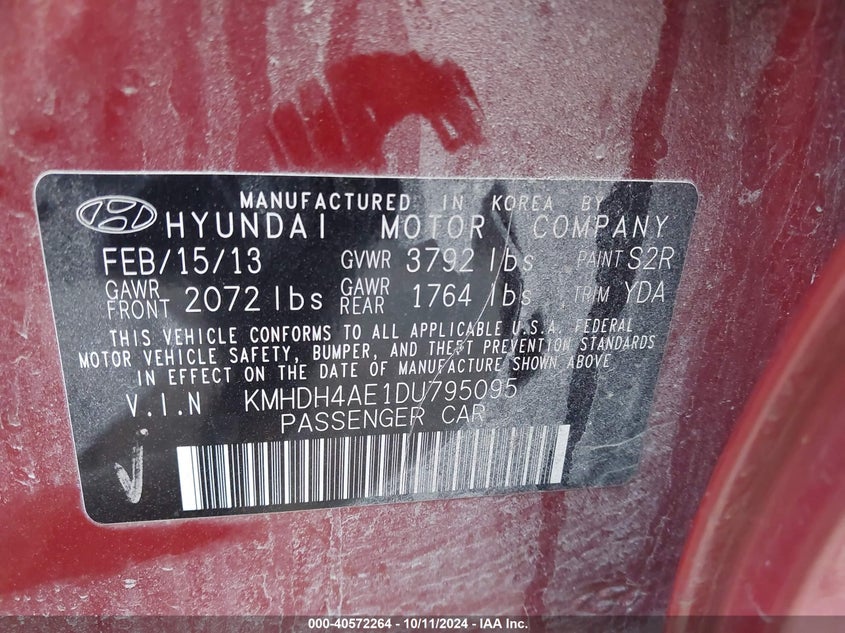 MANUFACTURED IN KOREA BY
HYUNDAI MOTOR COMPANY
FEB/15/13 GVWR 3792 lbs PAINT S2R
GAWR FRONT 2072 lbs GAWR REAR 1764 lbs TRIM YDA
THIS VEHICLE CONFORMS TO ALL APPLICABLE U.S.A. FEDERAL
MOTOR VEHICLE SAFETY, BUMPER, AND THEFT PREVENTION STANDARDS
IN EFFECT ON THE DATE OF MANUFACTURE SHOWN ABOVE
V.I.N KMHDH4AE1DU795095
PASSENGER CAR
000-40572264 - 10/11/2024 - IAA Inc.